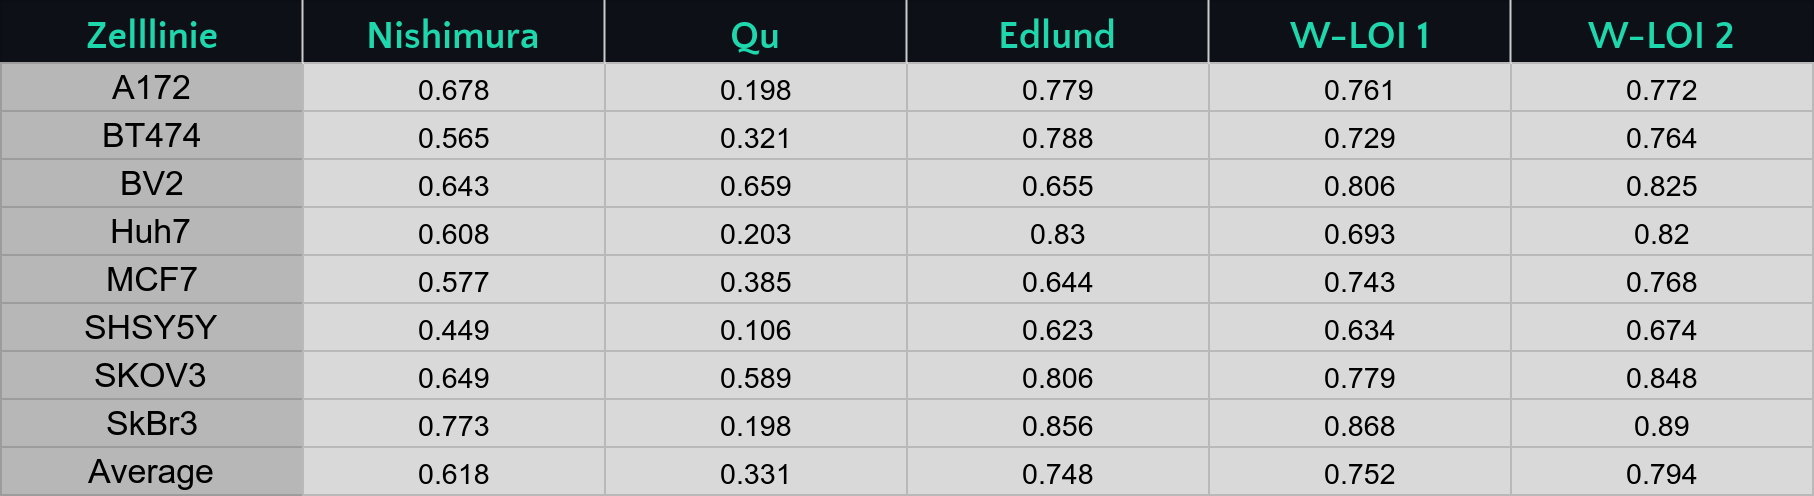 Zelllinie Nishimura Qu Edlund W-LOI 1 W-LOI 2
A172 0.678 0.198 0.779 0.761 0.772
BT474 0.565 0.321 0.788 0.729 0.764
BV2 0.643 0.659 0.655 0.806 0.825
Huh7 0.608 0.203 0.83 0.693 0.82
MCF7 0.577 0.385 0.644 0.743 0.768
SHSY5Y 0.449 0.106 0.623 0.634 0.674
SKOV3 0.649 0.589 0.806 0.779 0.848
SkBr3 0.773 0.198 0.856 0.868 0.89
Average 0.618 0.331 0.748 0.752 0.794